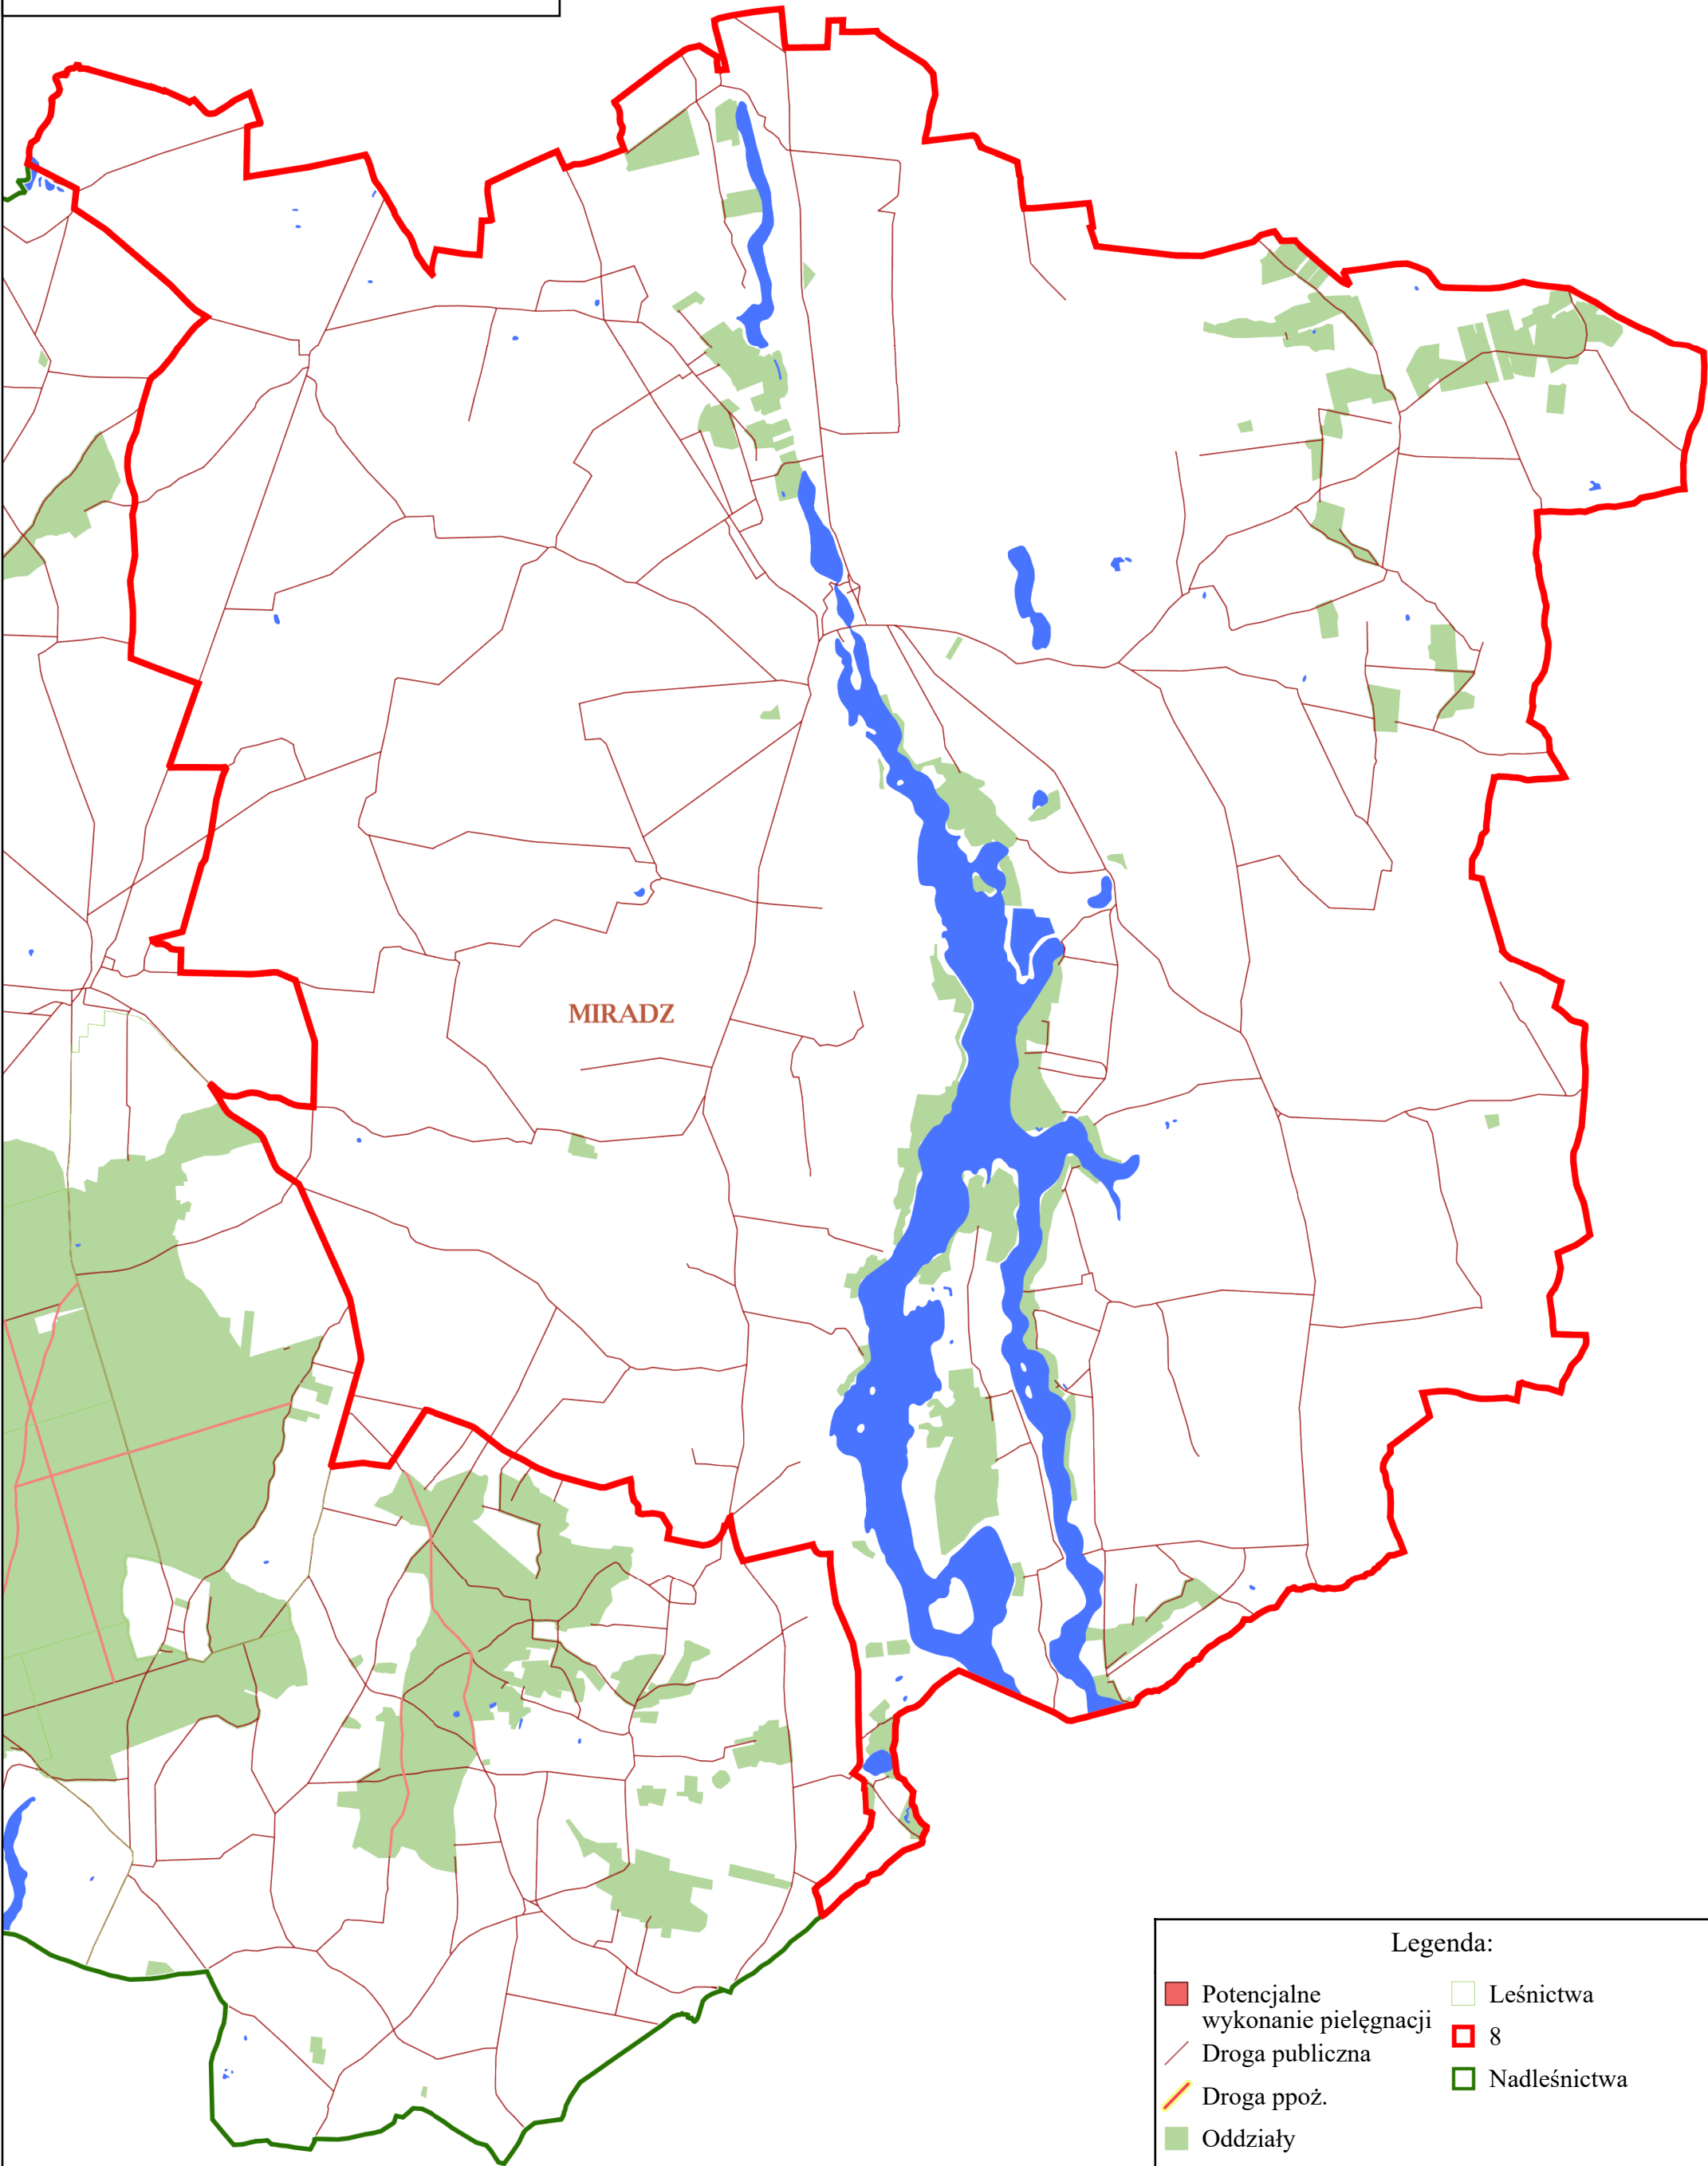 MIRADZ
Legenda:
Potencjalne
wykonanie pielęgnacji
Droga publiczna
Droga ppoż.
Oddziały
Leśnictwa
8
Nadleśnictwa